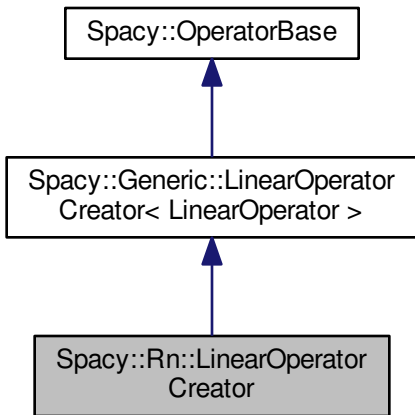 Spacy::OperatorBase
Spacy::Generic::LinearOperator
Creator< LinearOperator >
Spacy::Rn::LinearOperator
Creator